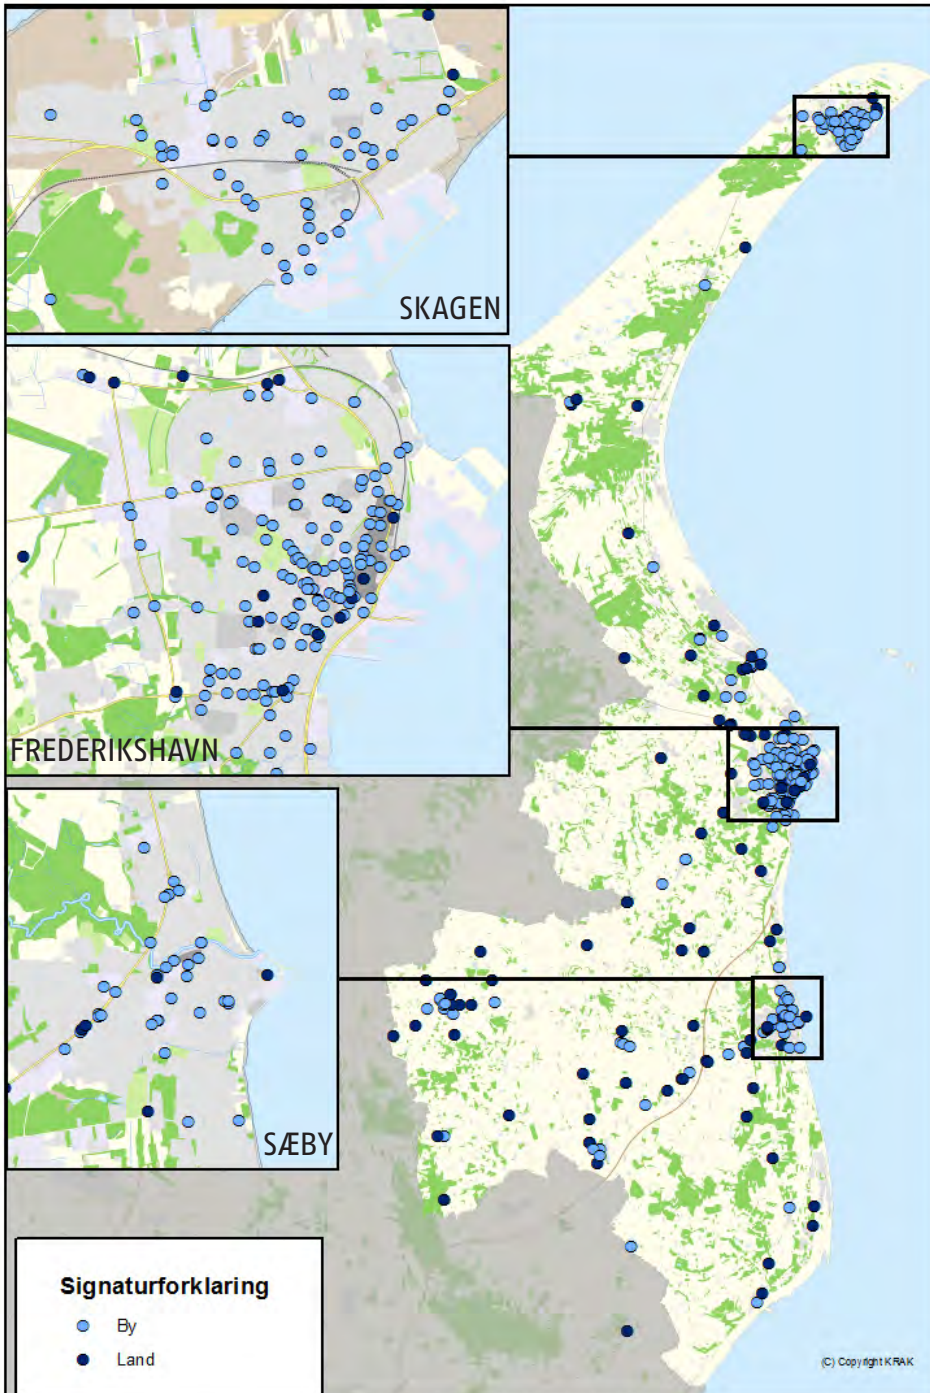 SKAGEN
FREDERIKSHAVN
SÆBY
Signaturforklaring
By
Land
(C) Copyright KRAK